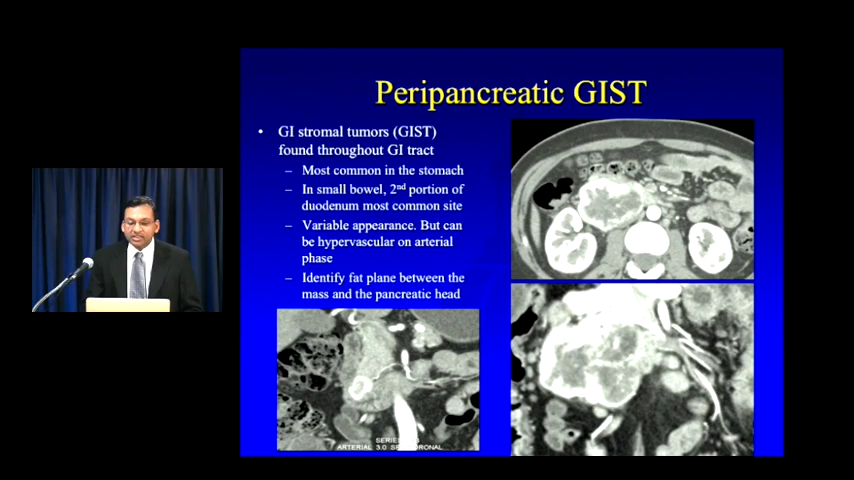 Peripancreatic GIST
• GI stromal tumors (GIST)
found throughout GI tract
– Most common in the stomach
– In small bowel, 2nd portion of
duodenum most common site
– Variable appearance. But can
be hypervascular on arterial
phase
– Identify fat plane between the
mass and the pancreatic head
ARTERIAL 3.0